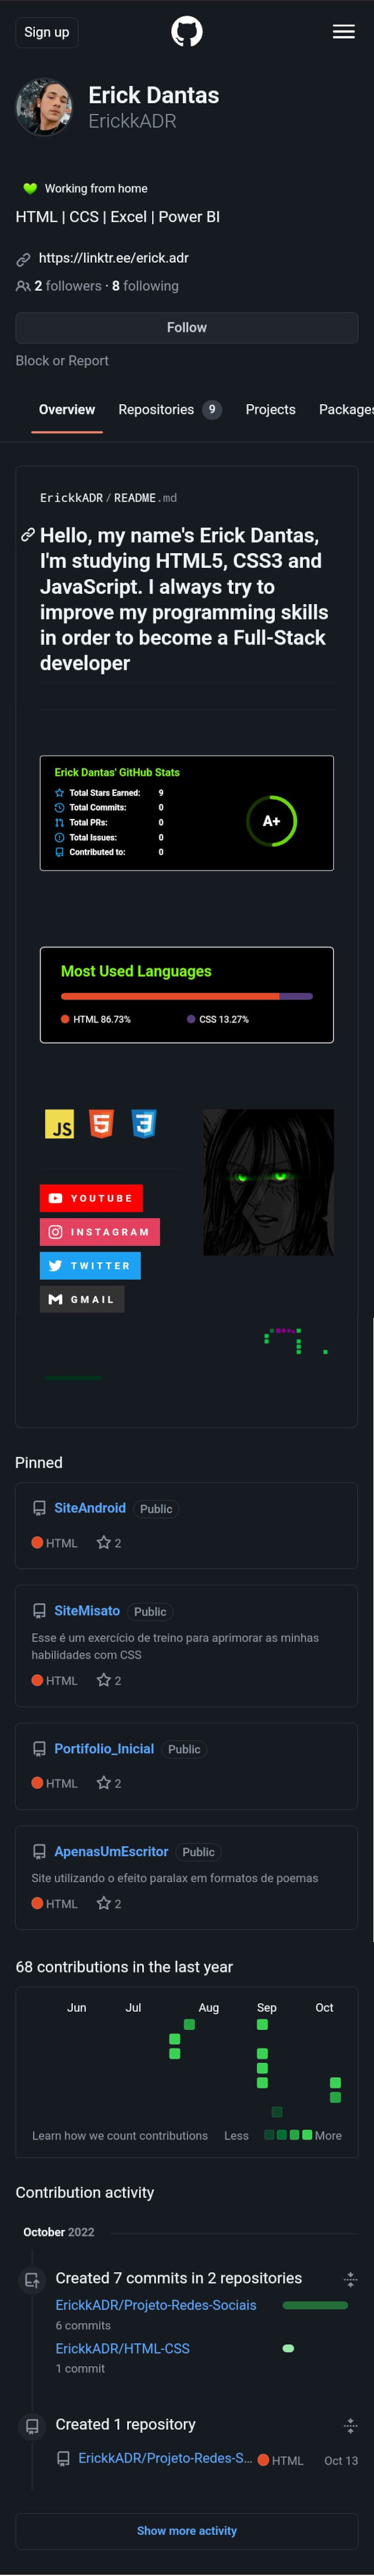 Sign up
Erick Dantas
ErickkADR
Working from home
HTML | CCS | Excel | Power BI
https://linktr.ee/erick.adr
2 followers · 8 following
Follow
Block or Report
Overview Repositories 9 Projects Packages
ErickkADR / README.md
Hello, my name's Erick Dantas,
I'm studying HTML5, CSS3 and
JavaScript. I always try to
improve my programming skills
in order to become a Full-Stack
developer
Erick Dantas' GitHub Stats
Total Stars Earned: 9
Total Commits: 0
Total PRs: 0
Total Issues: 0
Contributed to: 0
A+
Most Used Languages
HTML 86.73% CSS 13.27%
JS 5 3
YOUTUBE
INSTAGRAM
TWITTER
GMAIL
Pinned
SiteAndroid Public
HTML 2
SiteMisato Public
Esse é um exercício de treino para aprimorar as minhas
habilidades com CSS
HTML 2
Portifolio_Inicial Public
HTML 2
ApenasUmEscritor Public
Site utilizando o efeito paralax em formatos de poemas
HTML 2
68 contributions in the last year
Jun Jul Aug Sep Oct
Learn how we count contributions Less More
Contribution activity
October 2022
Created 7 commits in 2 repositories
ErickkADR/Projeto-Redes-Sociais
6 commits
ErickkADR/HTML-CSS
1 commit
Created 1 repository
ErickkADR/Projeto-Redes-S... HTML Oct 13
Show more activity